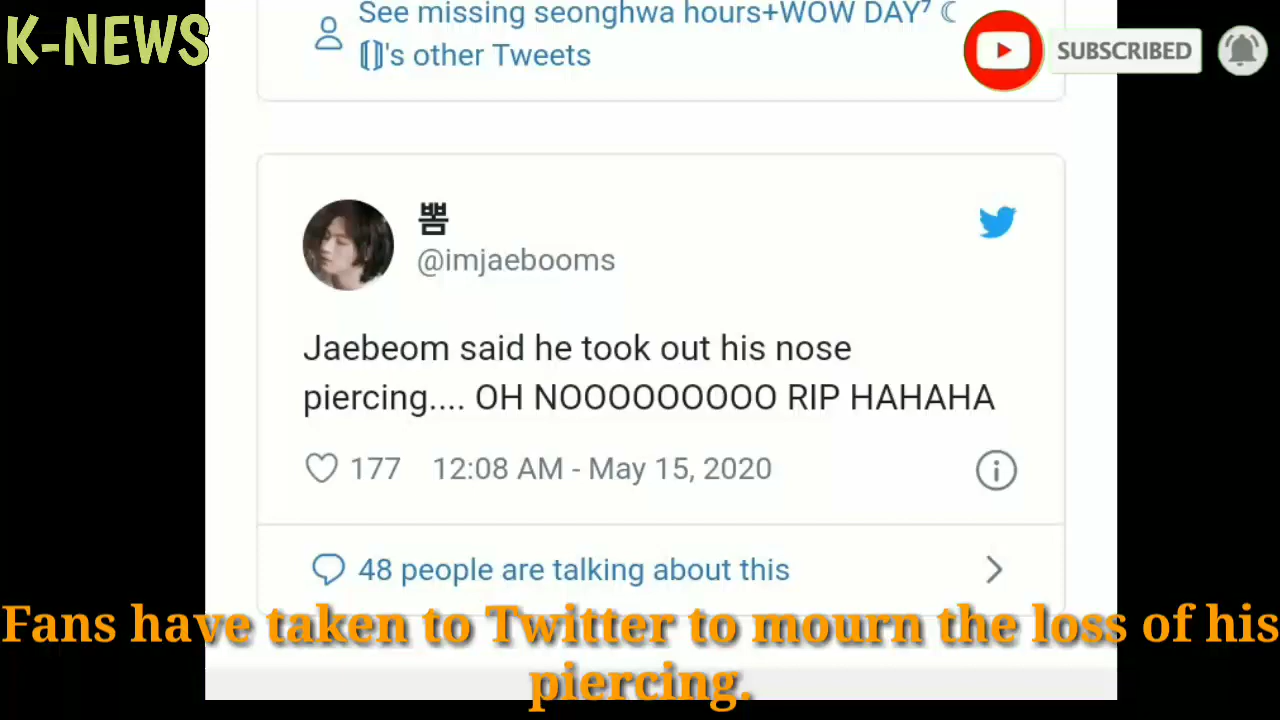 K-NEWS
See missing seonghwa hours+WOW DAY⁷ ☾
[]'s other Tweets
SUBSCRIBED
뽐
@imjaebooms
Jaebeom said he took out his nose
piercing.... OH NOOOOOOOOO RIP HAHAHA
177 12:08 AM - May 15, 2020
48 people are talking about this
Fans have taken to Twitter to mourn the loss of his
piercing.